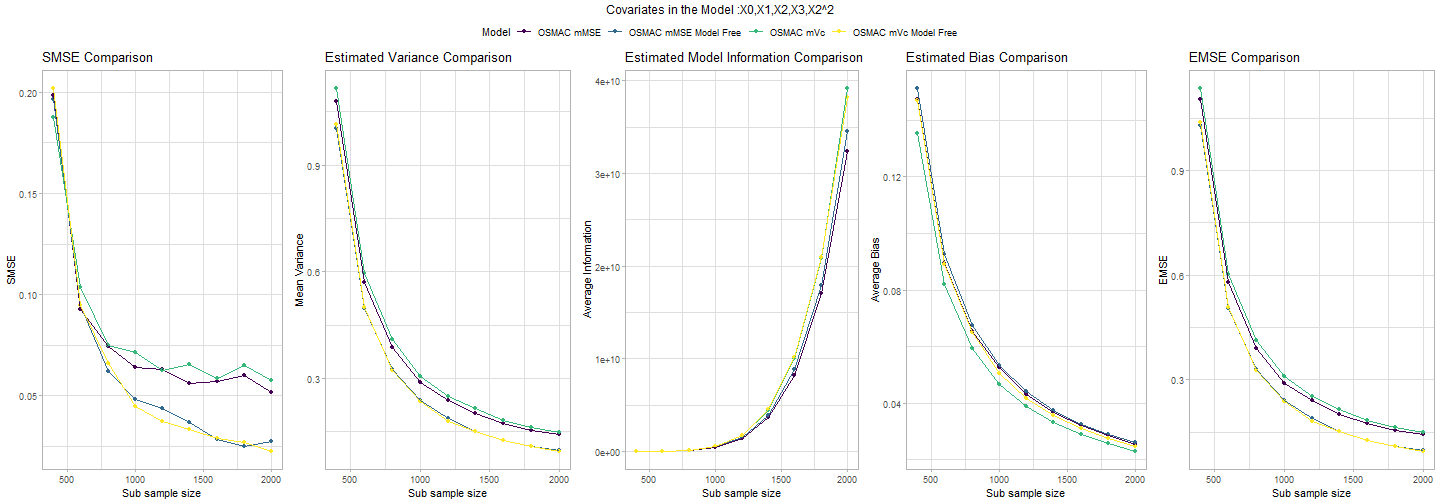 Covariates in the Model :X0,X1,X2,X3,X2^2
Model OSMAC mMSE OSMAC mMSE Model Free OSMAC mVc OSMAC mVc Model Free
SMSE Comparison
SMSE
0.20
0.15
0.10
0.05
500 1000 1500 2000
Sub sample size
Estimated Variance Comparison
Mean Variance
0.9
0.6
0.3
500 1000 1500 2000
Sub sample size
Estimated Model Information Comparison
Average Information
4e+10
3e+10
2e+10
1e+10
0e+00
500 1000 1500 2000
Sub sample size
Estimated Bias Comparison
Average Bias
0.12
0.08
0.04
500 1000 1500 2000
Sub sample size
EMSE Comparison
EMSE
0.9
0.6
0.3
500 1000 1500 2000
Sub sample size